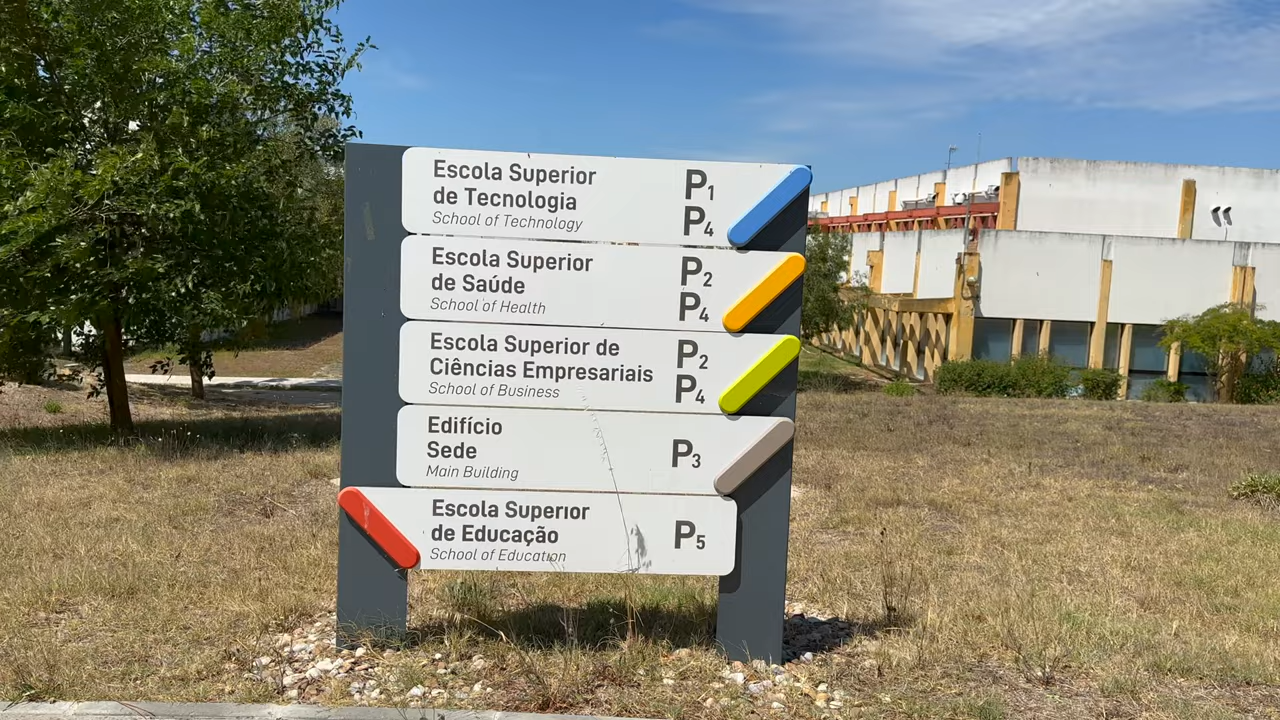 Escola Superior
de Tecnologia
School of Technology
P1
P4
Escola Superior
de Saúde
School of Health
P2
P4
Escola Superior de
Ciências Empresariais
School of Business
P2
P4
Edifício
Sede
Main Building
P3
Escola Superior
de Educação
School of Education
P5